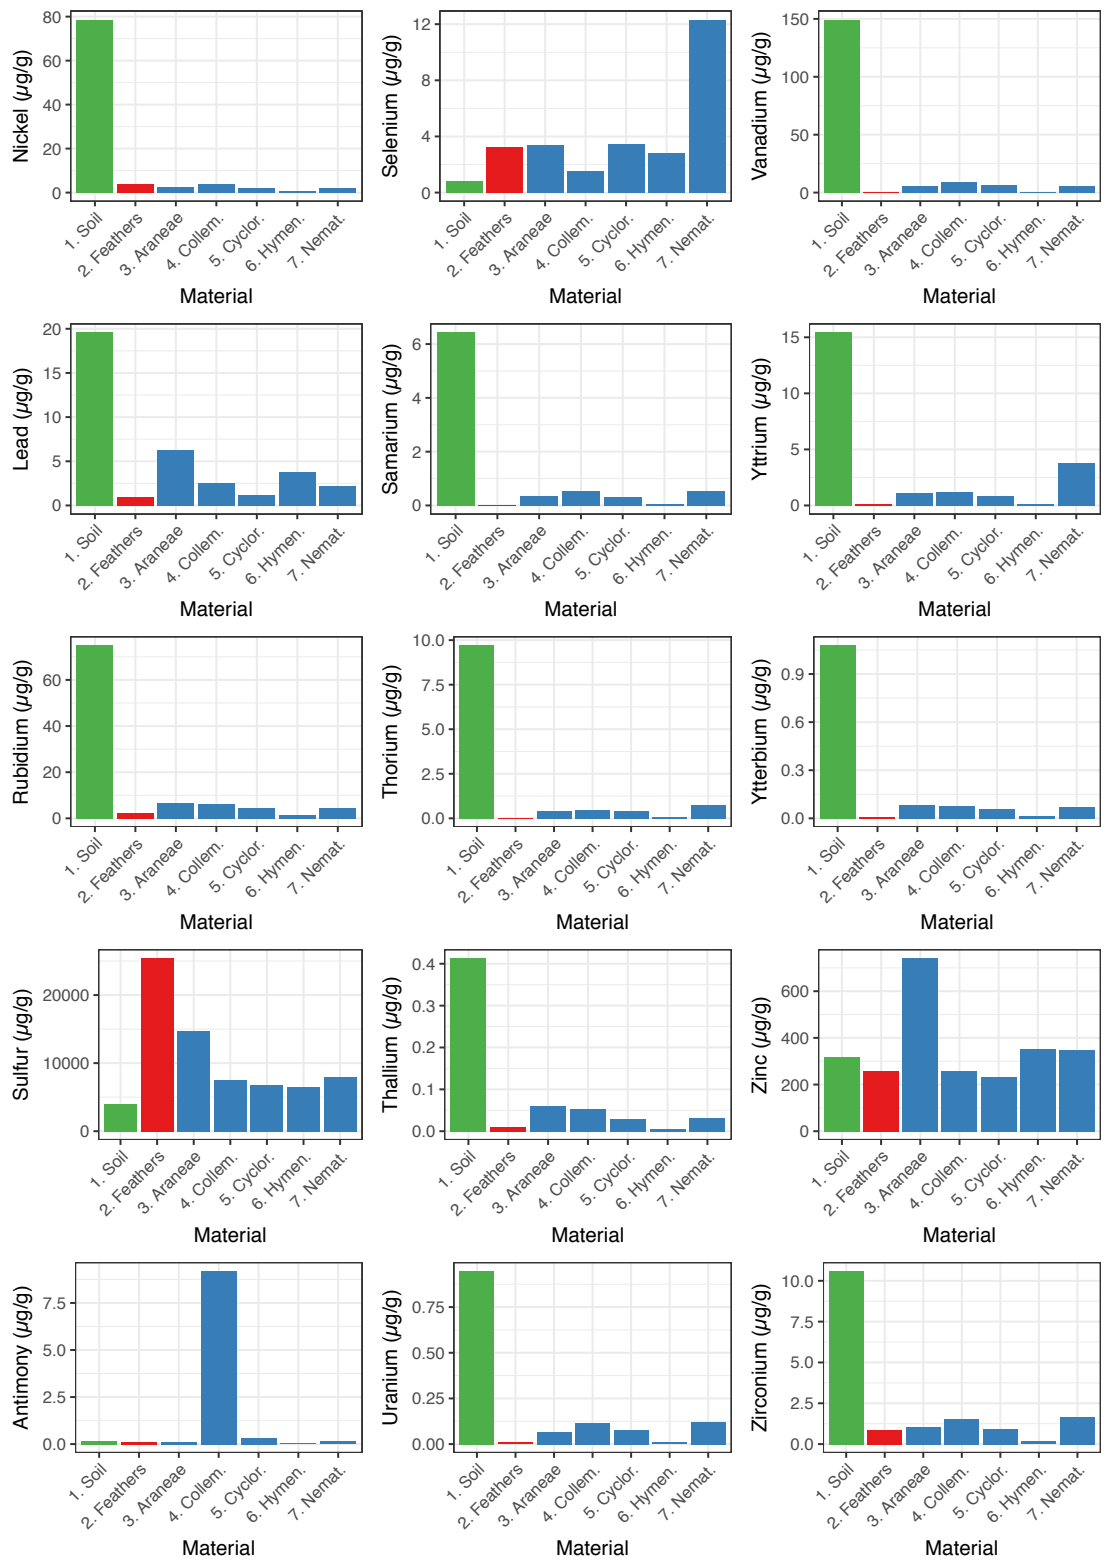 Nickel (µg/g)
80
60
40
20
0
1. Soil
2. Feathers
3. Araneae
4. Collem.
5. Cyclor.
6. Hymen.
7. Nemat.
Material
Selenium (µg/g)
12
8
4
0
1. Soil
2. Feathers
3. Araneae
4. Collem.
5. Cyclor.
6. Hymen.
7. Nemat.
Material
Vanadium (µg/g)
150
100
50
0
1. Soil
2. Feathers
3. Araneae
4. Collem.
5. Cyclor.
6. Hymen.
7. Nemat.
Material
Lead (µg/g)
20
15
10
5
0
1. Soil
2. Feathers
3. Araneae
4. Collem.
5. Cyclor.
6. Hymen.
7. Nemat.
Material
Samarium (µg/g)
6
4
2
0
1. Soil
2. Feathers
3. Araneae
4. Collem.
5. Cyclor.
6. Hymen.
7. Nemat.
Material
Yttrium (µg/g)
15
10
5
0
1. Soil
2. Feathers
3. Araneae
4. Collem.
5. Cyclor.
6. Hymen.
7. Nemat.
Material
Rubidium (µg/g)
60
40
20
0
1. Soil
2. Feathers
3. Araneae
4. Collem.
5. Cyclor.
6. Hymen.
7. Nemat.
Material
Thorium (µg/g)
10.0
7.5
5.0
2.5
0.0
1. Soil
2. Feathers
3. Araneae
4. Collem.
5. Cyclor.
6. Hymen.
7. Nemat.
Material
Ytterbium (µg/g)
0.9
0.6
0.3
0.0
1. Soil
2. Feathers
3. Araneae
4. Collem.
5. Cyclor.
6. Hymen.
7. Nemat.
Material
Sulfur (µg/g)
20000
10000
0
1. Soil
2. Feathers
3. Araneae
4. Collem.
5. Cyclor.
6. Hymen.
7. Nemat.
Material
Thallium (µg/g)
0.4
0.3
0.2
0.1
0.0
1. Soil
2. Feathers
3. Araneae
4. Collem.
5. Cyclor.
6. Hymen.
7. Nemat.
Material
Zinc (µg/g)
600
400
200
0
1. Soil
2. Feathers
3. Araneae
4. Collem.
5. Cyclor.
6. Hymen.
7. Nemat.
Material
Antimony (µg/g)
7.5
5.0
2.5
0.0
1. Soil
2. Feathers
3. Araneae
4. Collem.
5. Cyclor.
6. Hymen.
7. Nemat.
Material
Uranium (µg/g)
0.75
0.50
0.25
0.00
1. Soil
2. Feathers
3. Araneae
4. Collem.
5. Cyclor.
6. Hymen.
7. Nemat.
Material
Zirconium (µg/g)
10.0
7.5
5.0
2.5
0.0
1. Soil
2. Feathers
3. Araneae
4. Collem.
5. Cyclor.
6. Hymen.
7. Nemat.
Material